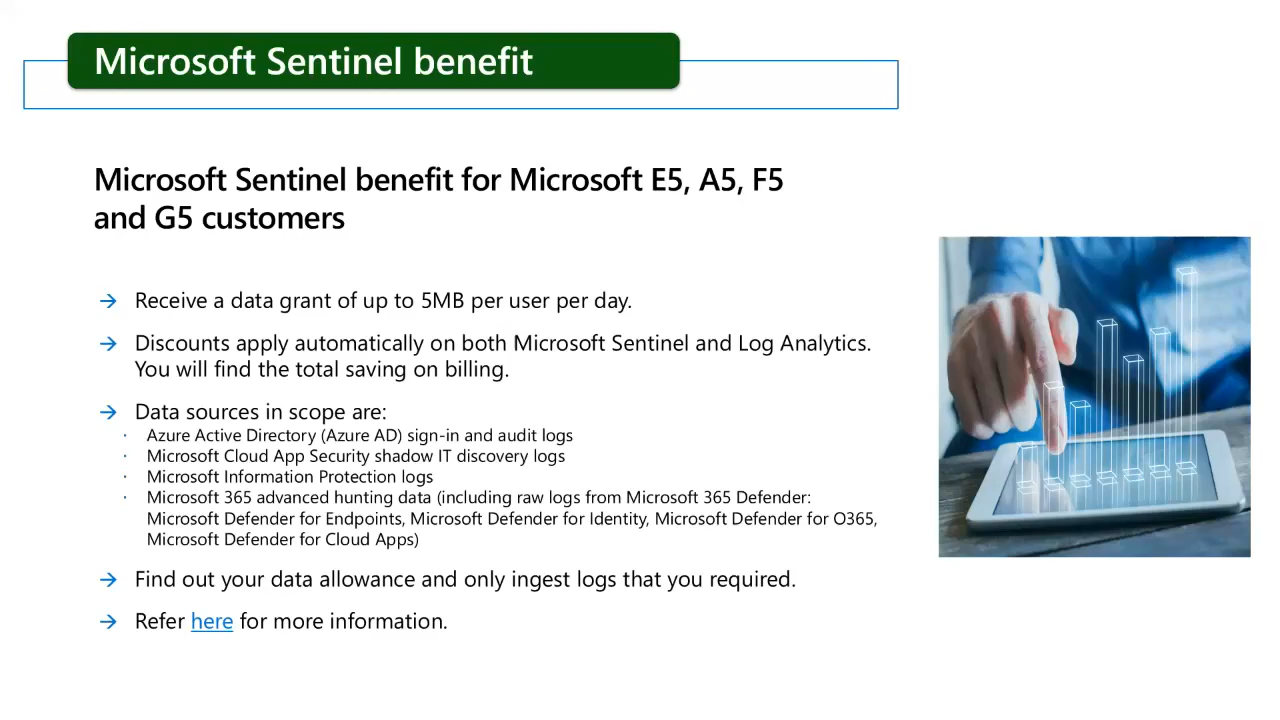 Microsoft Sentinel benefit
Microsoft Sentinel benefit for Microsoft E5, A5, F5
and G5 customers
→ Receive a data grant of up to 5MB per user per day.
→ Discounts apply automatically on both Microsoft Sentinel and Log Analytics.
You will find the total saving on billing.
→ Data sources in scope are:
· Azure Active Directory (Azure AD) sign-in and audit logs
· Microsoft Cloud App Security shadow IT discovery logs
· Microsoft Information Protection logs
· Microsoft 365 advanced hunting data (including raw logs from Microsoft 365 Defender:
Microsoft Defender for Endpoints, Microsoft Defender for Identity, Microsoft Defender for O365,
Microsoft Defender for Cloud Apps)
→ Find out your data allowance and only ingest logs that you required.
→ Refer here for more information.